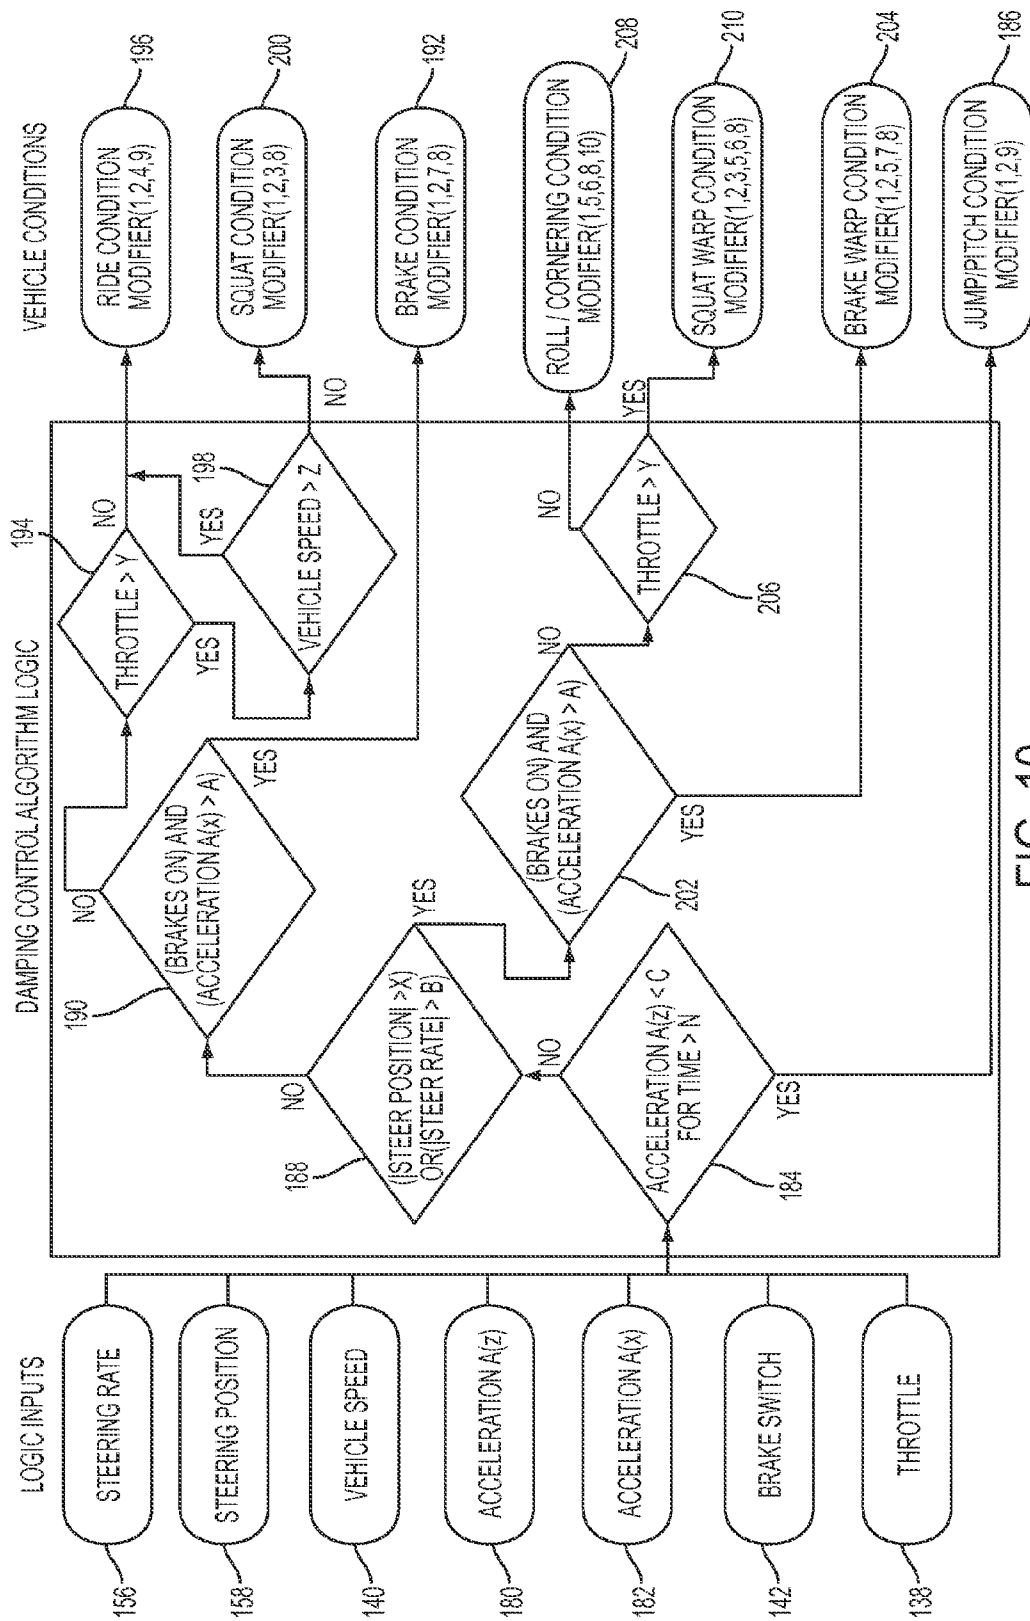 LOGIC INPUTS
DAMPING CONTROL ALGORITHM LOGIC
VEHICLE CONDITIONS
156
STEERING RATE
158
STEERING POSITION
140
VEHICLE SPEED
180
ACCELERATION A(z)
182
ACCELERATION A(x)
142
BRAKE SWITCH
138
THROTTLE
184
ACCELERATION A(z) < C
FOR TIME > N
NO
YES
188
(|STEER POSITION| >X)
OR(|STEER RATE| > B)
NO
YES
190
(BRAKES ON) AND
(ACCELERATION A(x) > A)
NO
YES
194
THROTTLE > Y
NO
YES
198
VEHICLE SPEED > Z
YES
NO
202
(BRAKES ON) AND
(ACCELERATION A(x) > A)
NO
YES
206
THROTTLE > Y
NO
YES
RIDE CONDITION
MODIFIER(1,2,4,9)
196
SQUAT CONDITION
MODIFIER(1,2,3,8)
200
BRAKE CONDITION
MODIFIER(1,2,7,8)
192
ROLL / CORNERING CONDITION
MODIFIER(1,5,6,8,10)
208
SQUAT WARP CONDITION
MODIFIER(1,2,3,5,6,8)
210
BRAKE WARP CONDITION
MODIFIER(1,2,5,7,8)
204
JUMP/PITCH CONDITION
MODIFIER(1,2,9)
186
FIG.